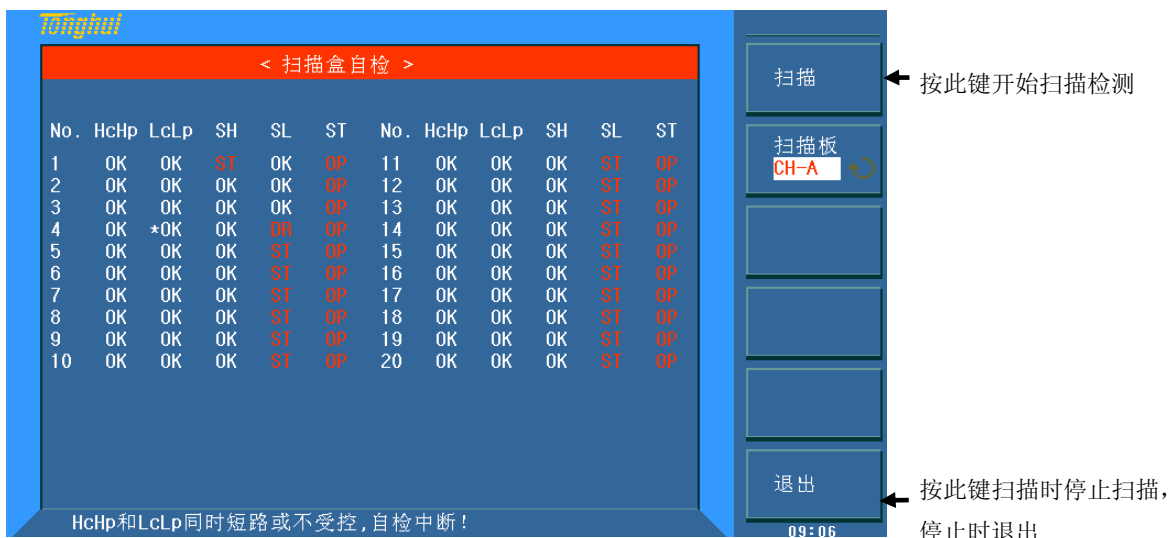 Tonghui
< 扫描盒自检 >
No. HcHp LcLp SH SL ST No. HcHp LcLp SH SL ST
1 OK OK ST OK OP 11 OK OK OK ST OP
2 OK OK OK OK OP 12 OK OK OK ST OP
3 OK OK OK OK OP 13 OK OK OK ST OP
4 OK *OK OK DR OP 14 OK OK OK ST OP
5 OK OK OK ST OP 15 OK OK OK ST OP
6 OK OK OK ST OP 16 OK OK OK ST OP
7 OK OK OK ST OP 17 OK OK OK ST OP
8 OK OK OK ST OP 18 OK OK OK ST OP
9 OK OK OK ST OP 19 OK OK OK ST OP
10 OK OK OK ST OP 20 OK OK OK ST OP
HcHp和LcLp同时短路或不受控,自检中断!
扫描
扫描板
CH-A
退出
09:06
按此键开始扫描检测
按此键扫描时停止扫描,
停止时退出